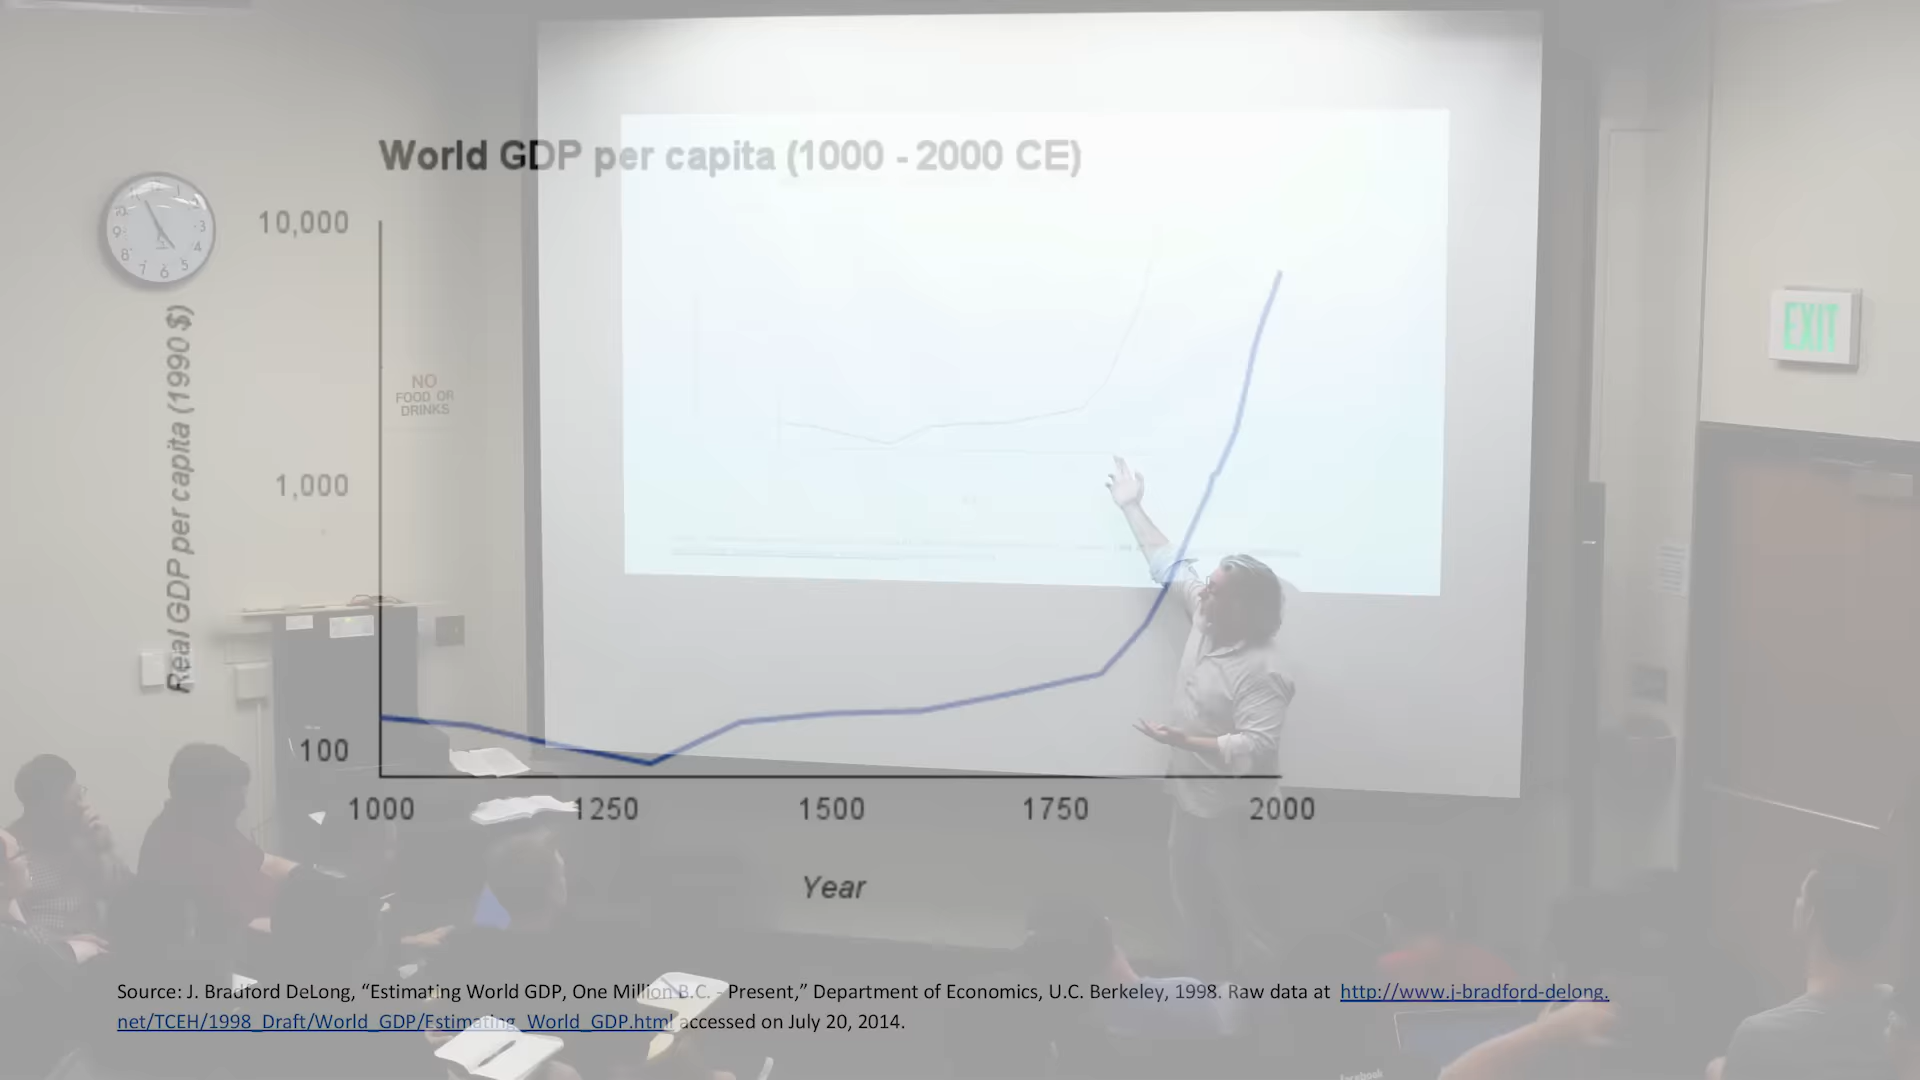 World GDP per capita (1000 - 2000 CE)
10,000
1,000
100
Real GDP per capita (1990 $)
1000 1250 1500 1750 2000
Year
NO
FOOD OR
DRINKS
EXIT
Source: J. Bradford DeLong, “Estimating World GDP, One Million B.C. - Present,” Department of Economics, U.C. Berkeley, 1998. Raw data at http://www.j-bradford-delong.
net/TCEH/1998_Draft/World_GDP/Estimating_World_GDP.html accessed on July 20, 2014.
facebook